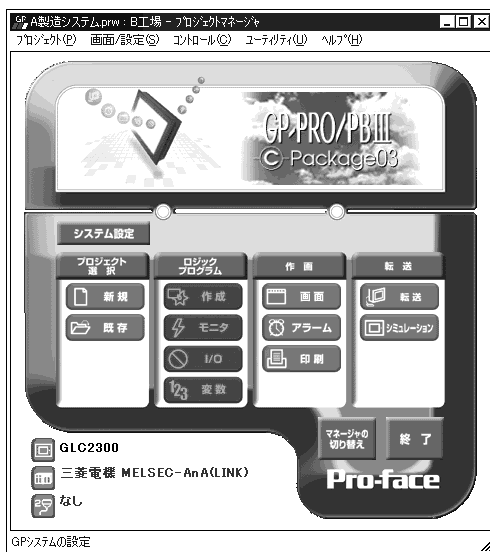 A製造システム.prw : B工場 - プロジェクトマネージャ
プロジェクト(P) 画面/設定(S) コントロール(C) ユーティリティ(U) ヘルプ(H)
GP-PRO/PBⅢ
C-Package03
システム設定
プロジェクト選択
ロジックプログラム
作画
転送
新規
作成
画面
転送
既存
モニタ
アラーム
シミュレーション
I/O
印刷
123 変数
GLC2300
マネージャの切り替え
終了
三菱電機 MELSEC-AnA(LINK)
なし
Pro-face
GPシステムの設定